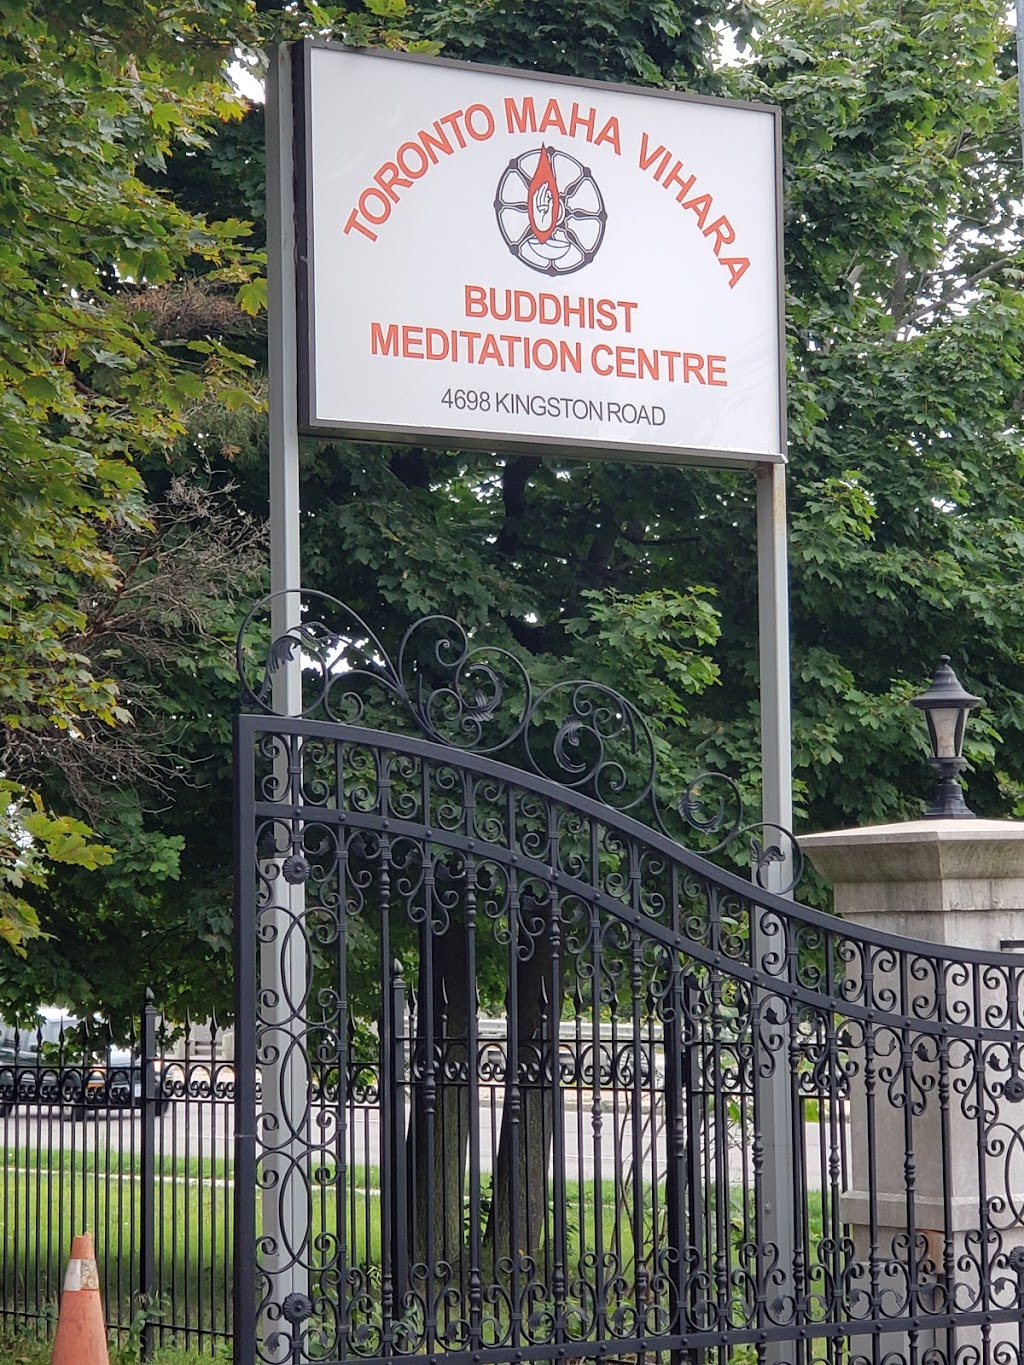 TORONTO MAHA VIHARA
BUDDHIST
MEDITATION CENTRE
4698 KINGSTON ROAD